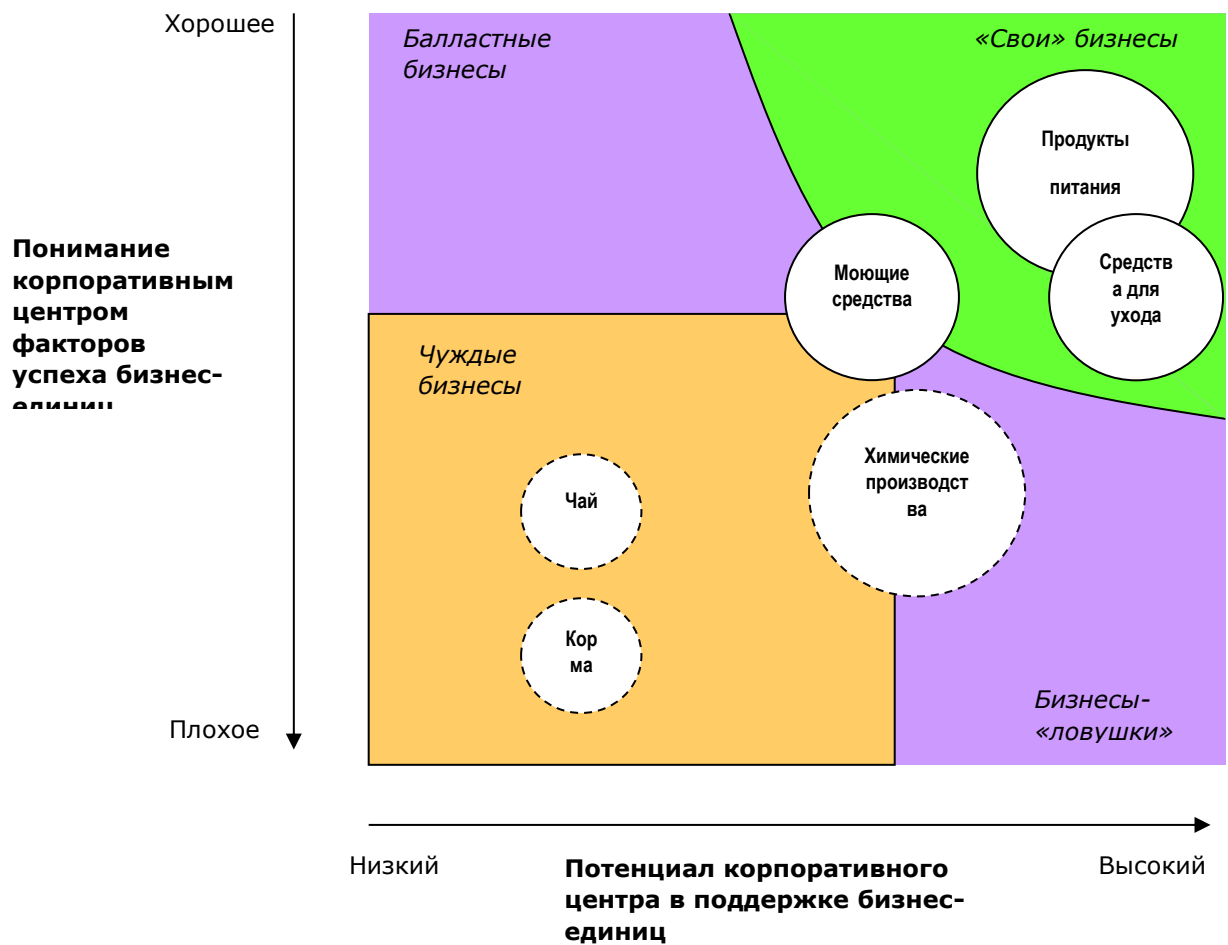 Хорошее
Балластные
бизнесы
«Свои» бизнесы
Продукты
питания
Понимание
корпоративным
центром
факторов
успеха бизнес-
единиц
Моющие
средства
Средств
а для
ухода
Чуждые
бизнесы
Химические
производст
ва
Чай
Кор
ма
Бизнесы-
«ловушки»
Плохое
Низкий
Потенциал корпоративного
центра в поддержке бизнес-
единиц
Высокий